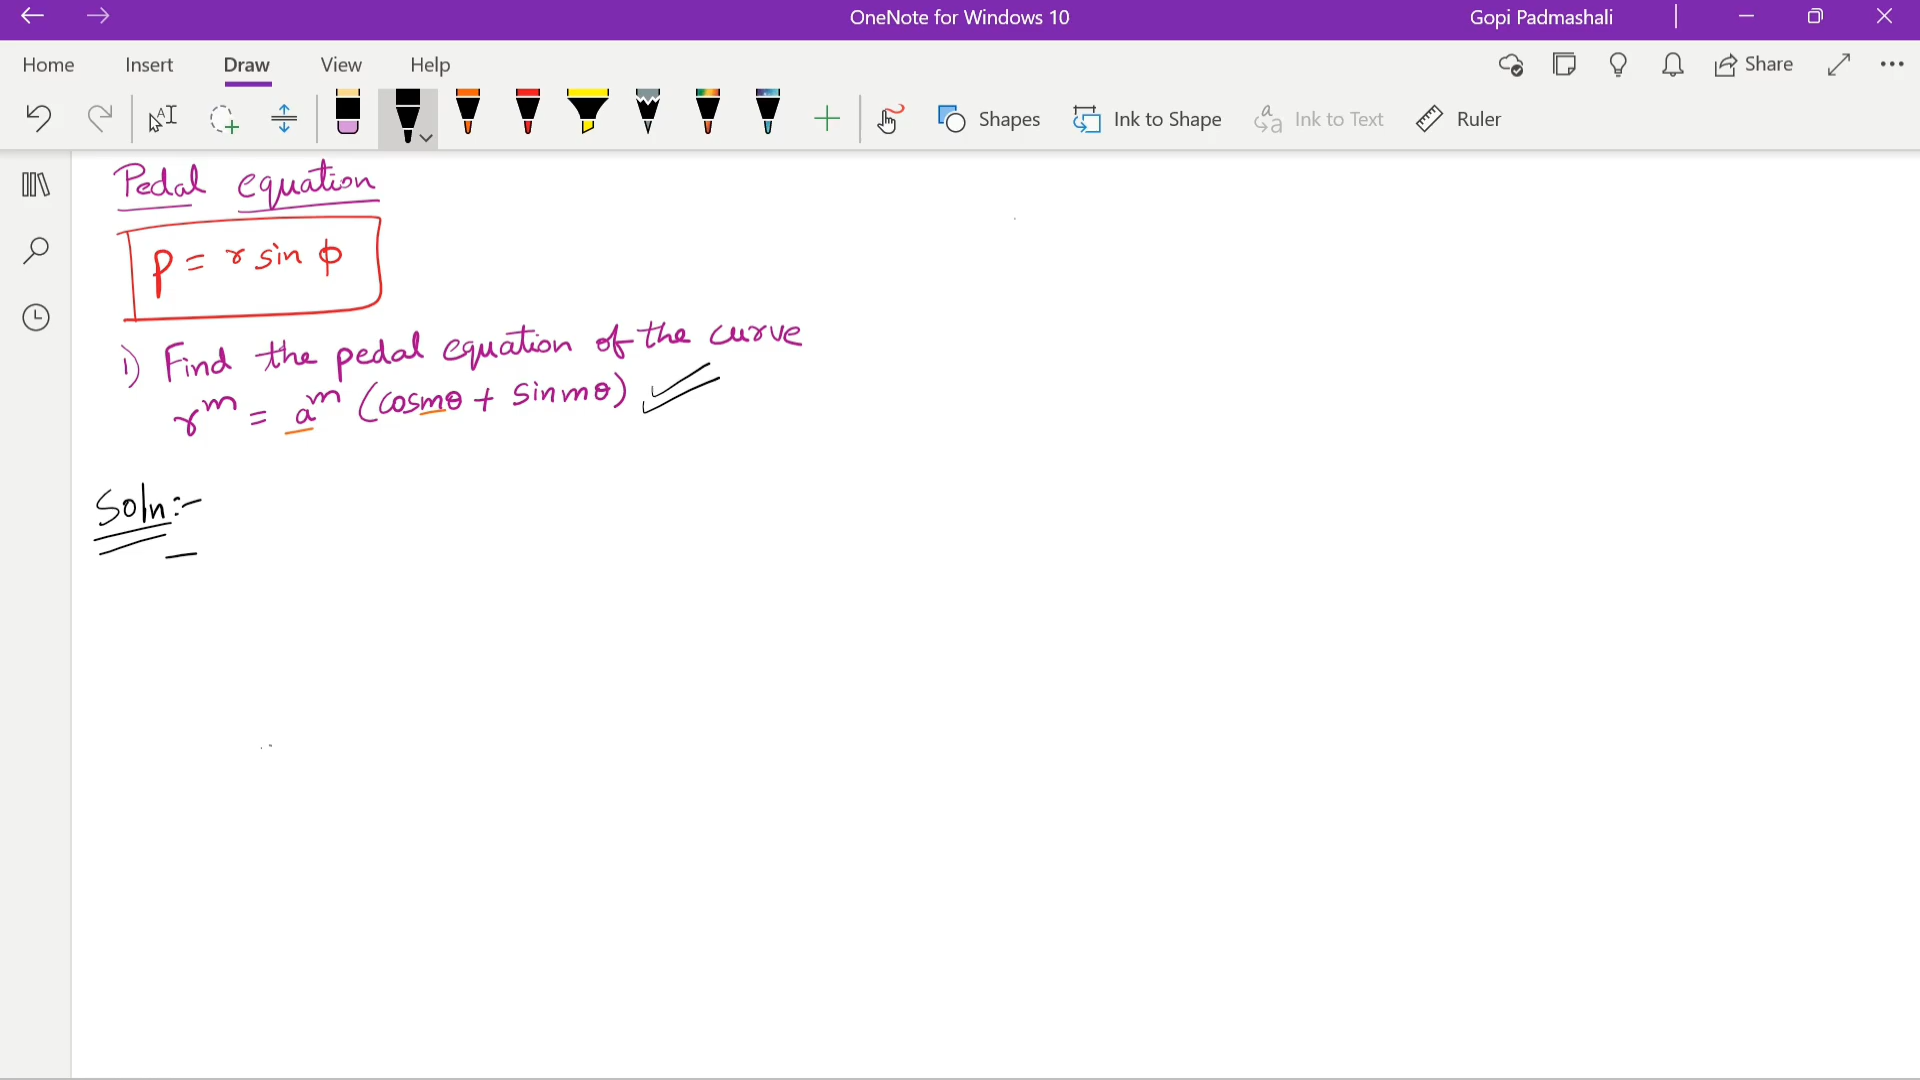 OneNote for Windows 10
Gopi Padmashali
Home Insert Draw View Help
Share
Shapes Ink to Shape Ink to Text Ruler
Pedal equation
p = r sin ϕ
1) Find the pedal equation of the curve
r^m = a^m (cosmθ + sinmθ)
Soln:-